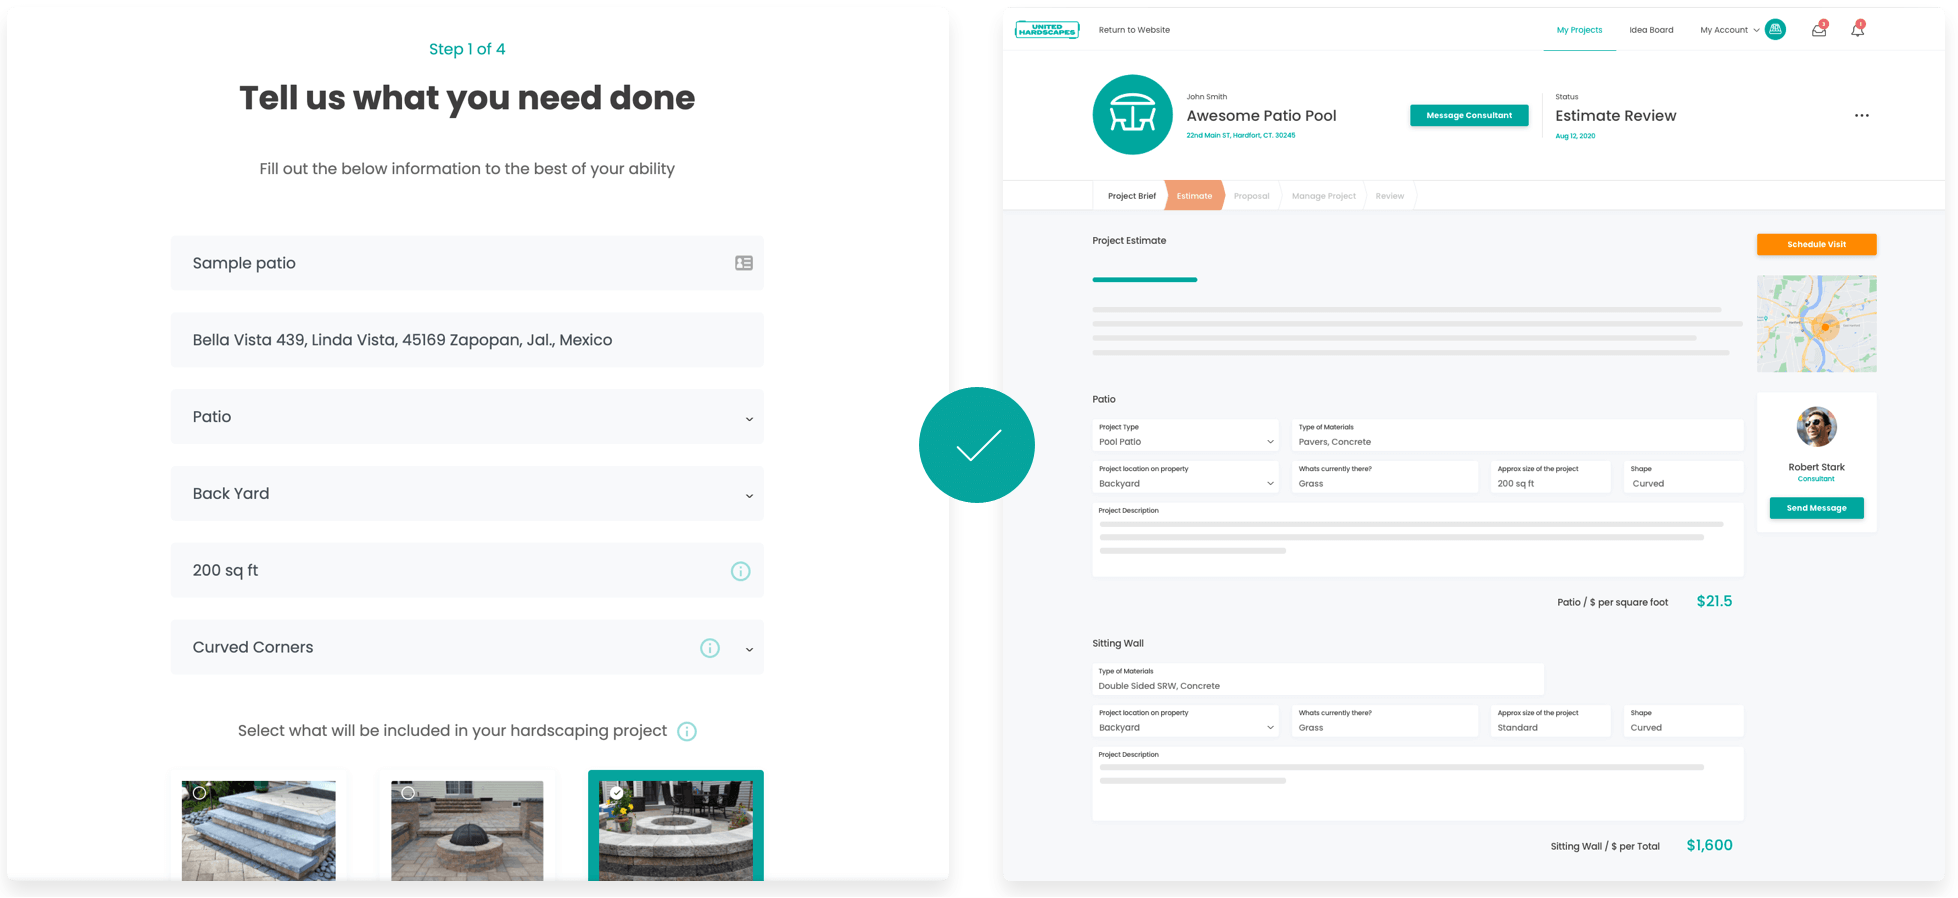 Step 1 of 4
Tell us what you need done
Fill out the below information to the best of your ability
Sample patio
Bella Vista 439, Linda Vista, 45169 Zapopan, Jal., Mexico
Patio
Back Yard
200 sq ft
Curved Corners
Select what will be included in your hardscaping project
UNITED
HARDSCAPES
Return to Website
My Projects
Idea Board
My Account
3
1
John Smith
Awesome Patio Pool
22nd Main ST, Hardfort, CT. 30245
Message Consultant
Status
Estimate Review
Aug 12, 2020
Project Brief
Estimate
Proposal
Manage Project
Review
Project Estimate
Schedule Visit
Patio
Project Type
Pool Patio
Type of Materials
Pavers, Concrete
Project location on property
Backyard
Whats currently there?
Grass
Approx size of the project
200 sq ft
Shape
Curved
Project Description
Robert Stark
Consultant
Send Message
Patio / $ per square foot
$21.5
Sitting Wall
Type of Materials
Double Sided SRW, Concrete
Project location on property
Backyard
Whats currently there?
Grass
Approx size of the project
Standard
Shape
Curved
Project Description
Sitting Wall / $ per Total
$1,600